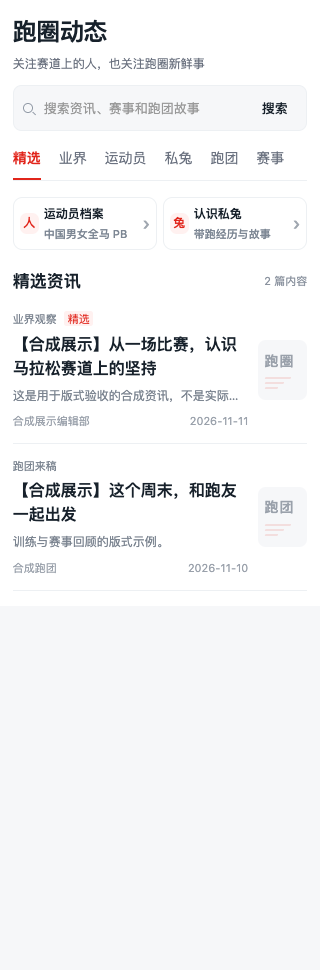 跑圈动态
关注赛道上的人，也关注跑圈新鲜事
搜索资讯、赛事和跑团故事 搜索
精选 业界 运动员 私兔 跑团 赛事
人 运动员档案
中国男女全马 PB
兔 认识私兔
带跑经历与故事
精选资讯 2 篇内容
业界观察 精选
【合成展示】从一场比赛，认识
马拉松赛道上的坚持
这是用于版式验收的合成资讯，不是实际...
合成展示编辑部 2026-11-11
跑圈
跑团来稿
【合成展示】这个周末，和跑友
一起出发
训练与赛事回顾的版式示例。
合成跑团 2026-11-10
跑团